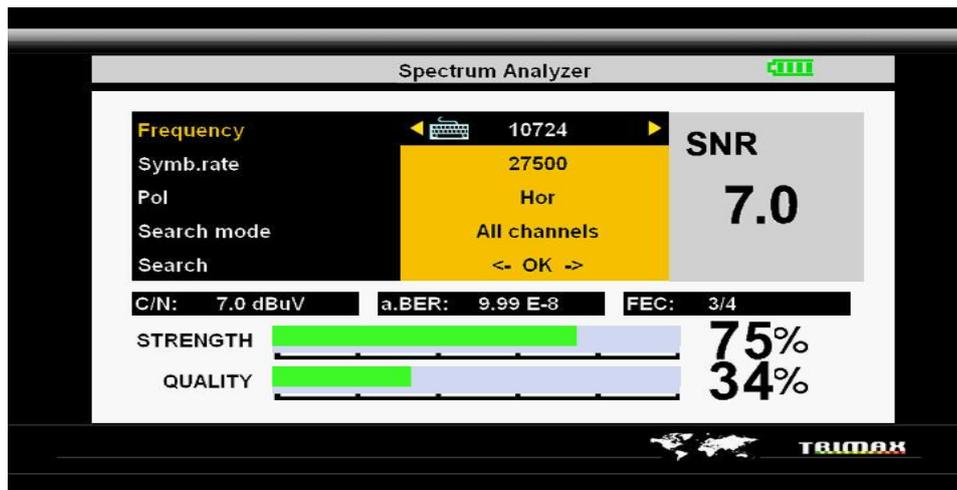 Spectrum Analyzer
Frequency 10724
Symb.rate 27500
Pol Hor
Search mode All channels
Search <- OK ->
SNR
7.0
C/N: 7.0 dBuV a.BER: 9.99 E-8 FEC: 3/4
STRENGTH 75%
QUALITY 34%
TRIMAX